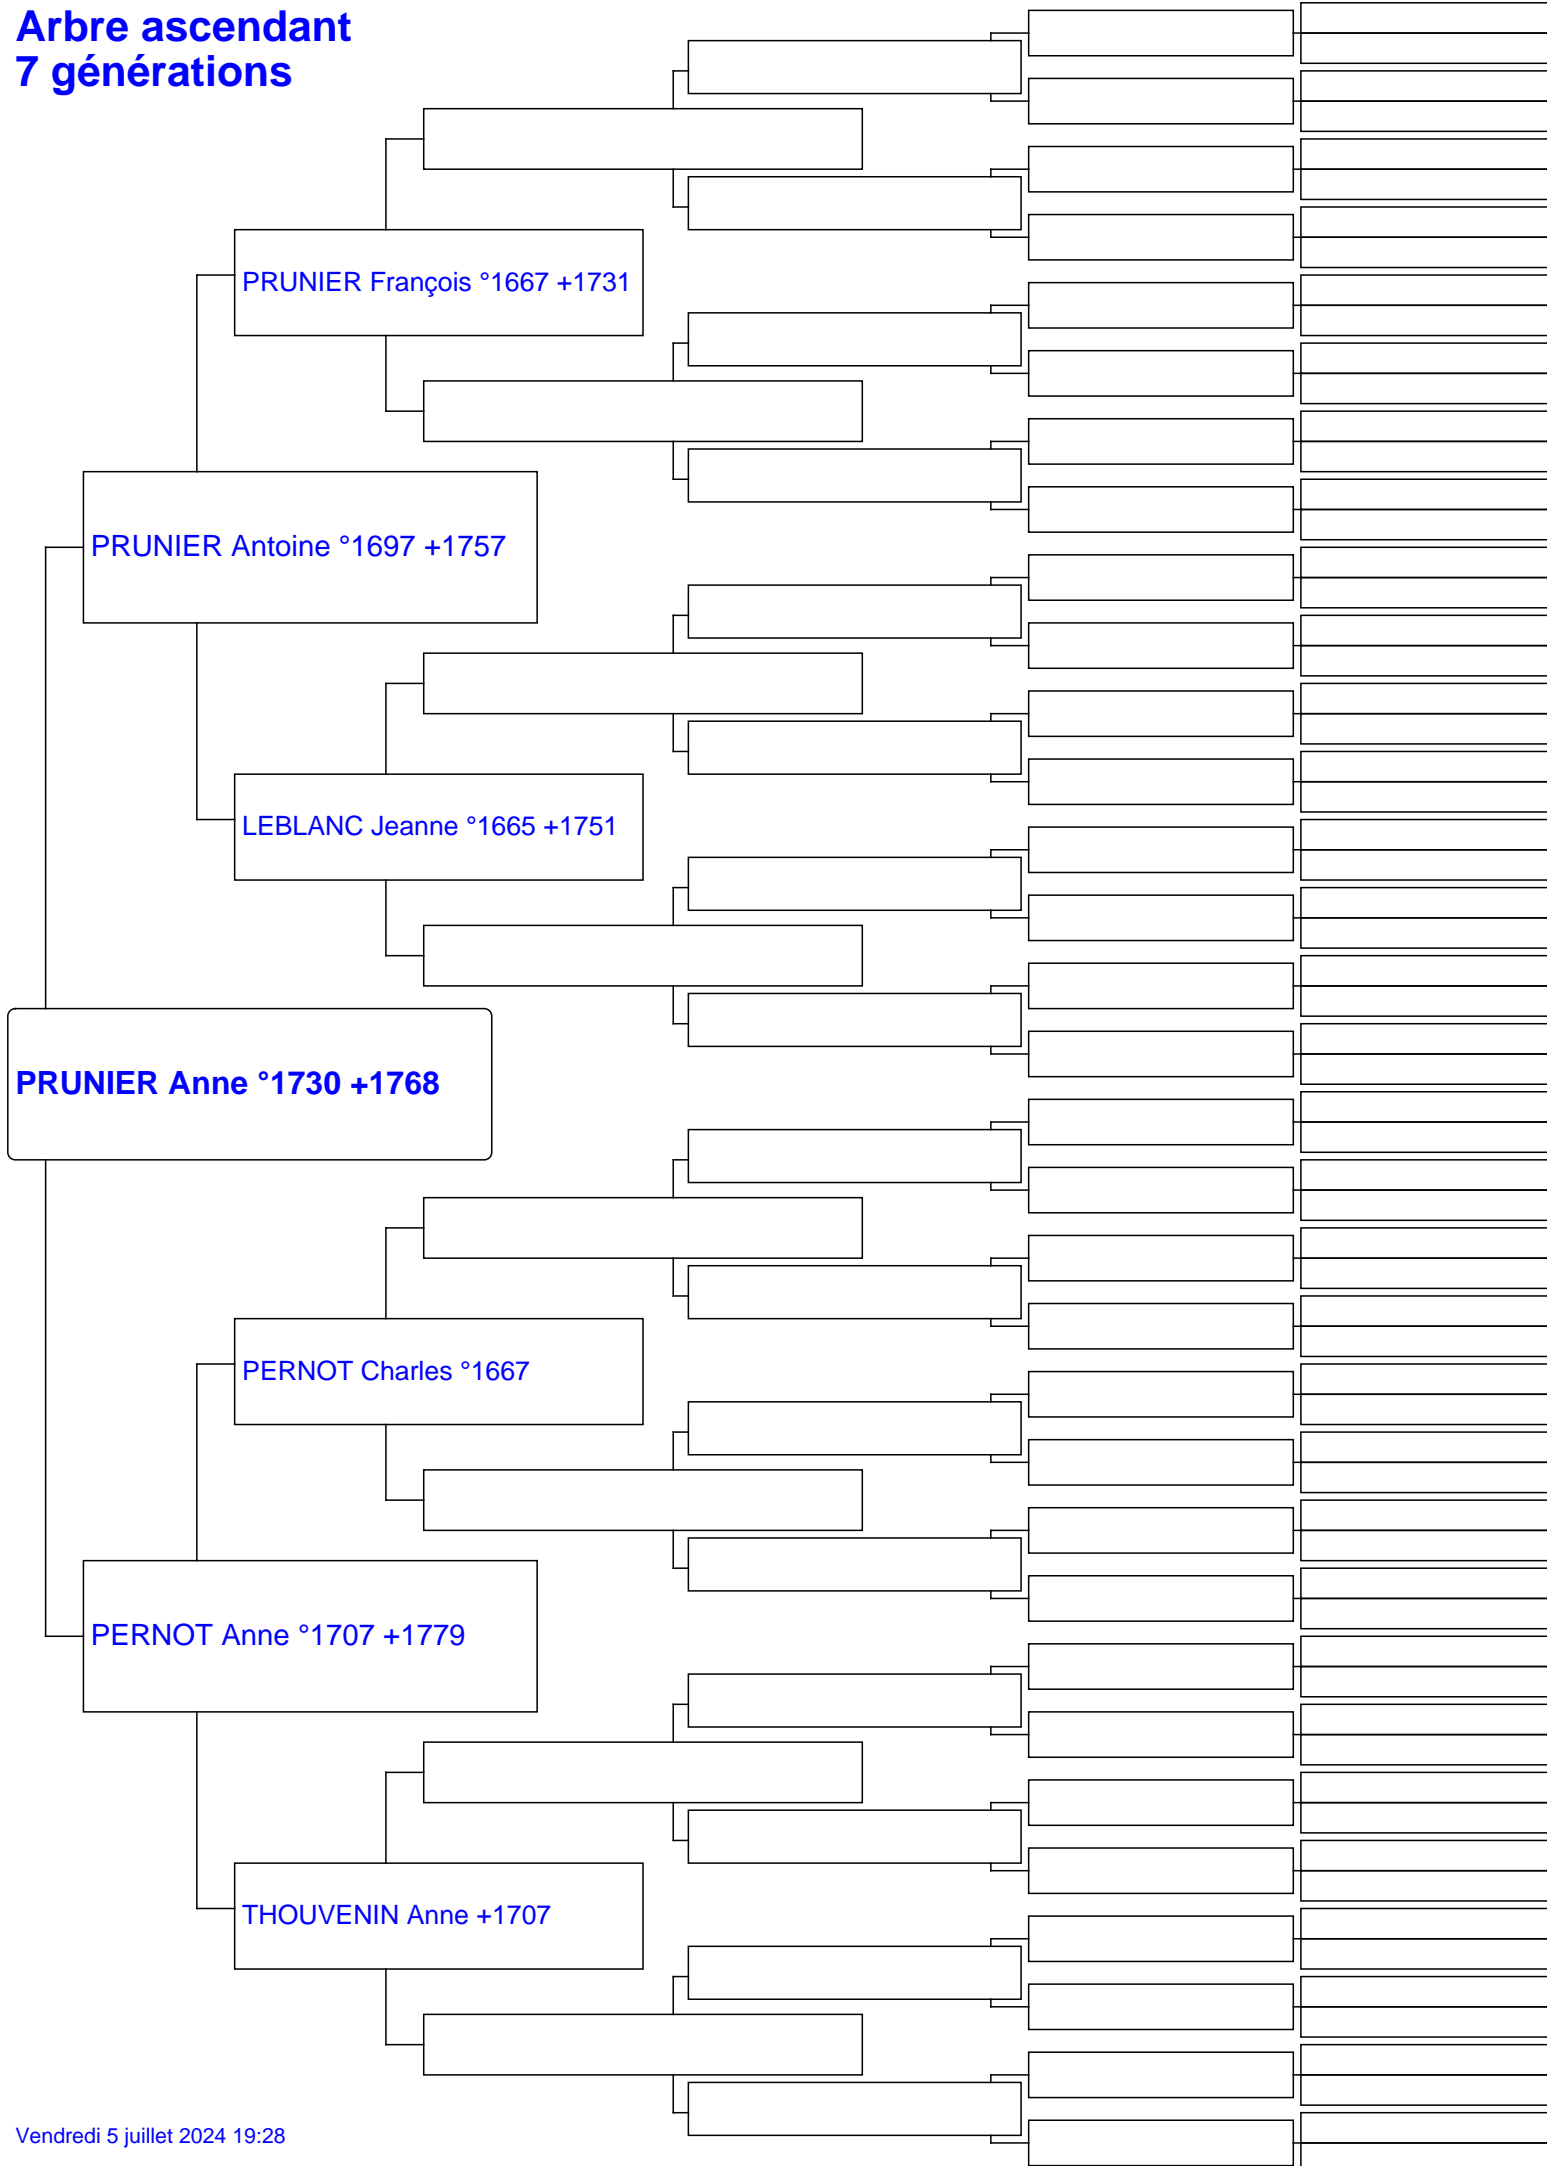 Arbre ascendant
7 générations
PRUNIER François °1667 +1731
PRUNIER Antoine °1697 +1757
LEBLANC Jeanne °1665 +1751
PRUNIER Anne °1730 +1768
PERNOT Charles °1667
PERNOT Anne °1707 +1779
THOUVENIN Anne +1707
Vendredi 5 juillet 2024 19:28